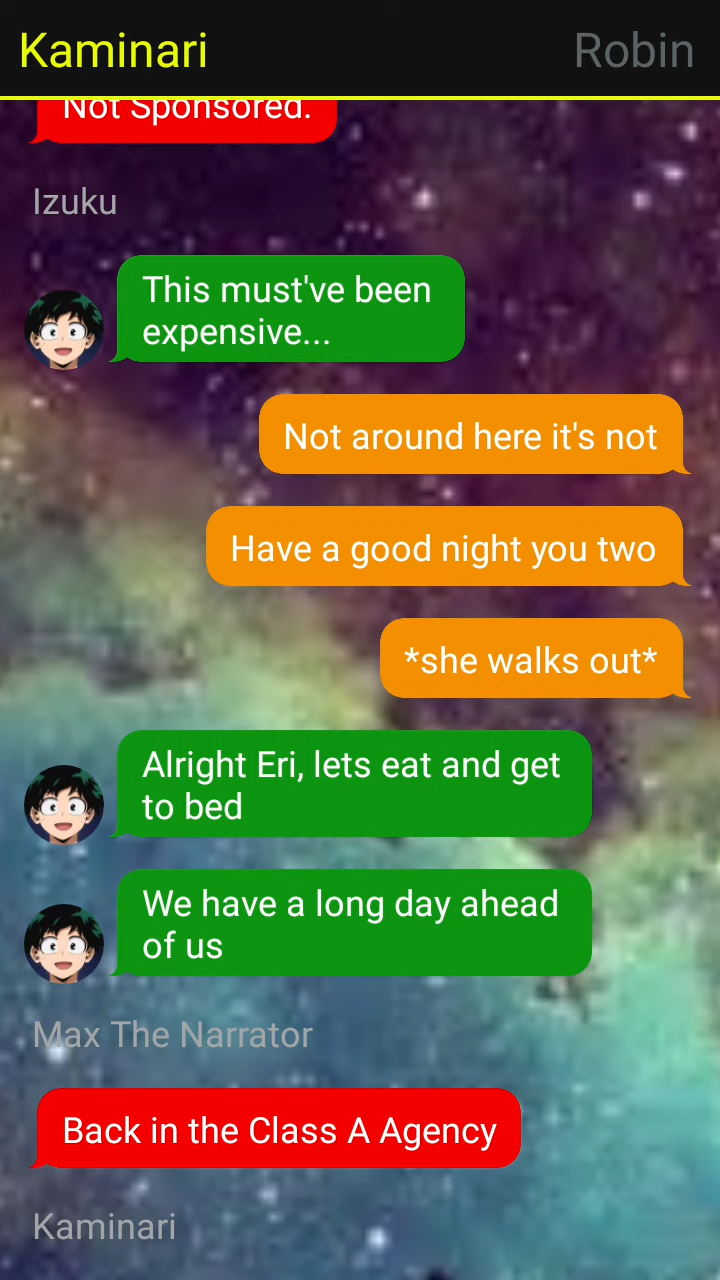 Kaminari
Robin
Not Sponsored.
Izuku
This must've been
expensive...
Not around here it's not
Have a good night you two
*she walks out*
Alright Eri, lets eat and get
to bed
We have a long day ahead
of us
Max The Narrator
Back in the Class A Agency
Kaminari